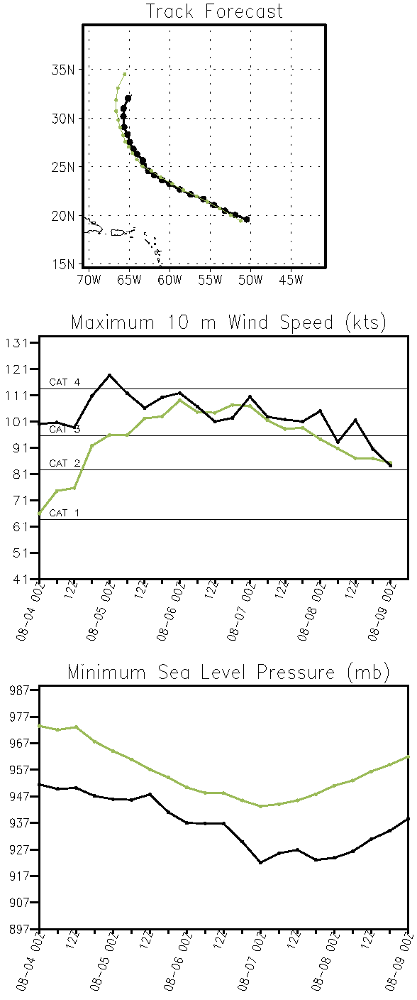 Track Forecast
35N
30N
25N
20N
15N
70W 65W 60W 55W 50W 45W
Maximum 10 m Wind Speed (kts)
131
121
CAT 4
111
101
CAT 3
91
CAT 2
81
71
CAT 1
61
51
41
08-04 00Z 12Z 08-05 00Z 12Z 08-06 00Z 12Z 08-07 00Z 12Z 08-08 00Z 12Z 08-09 00Z
Minimum Sea Level Pressure (mb)
987
977
967
957
947
937
927
917
907
897
08-04 00Z 12Z 08-05 00Z 12Z 08-06 00Z 12Z 08-07 00Z 12Z 08-08 00Z 12Z 08-09 00Z